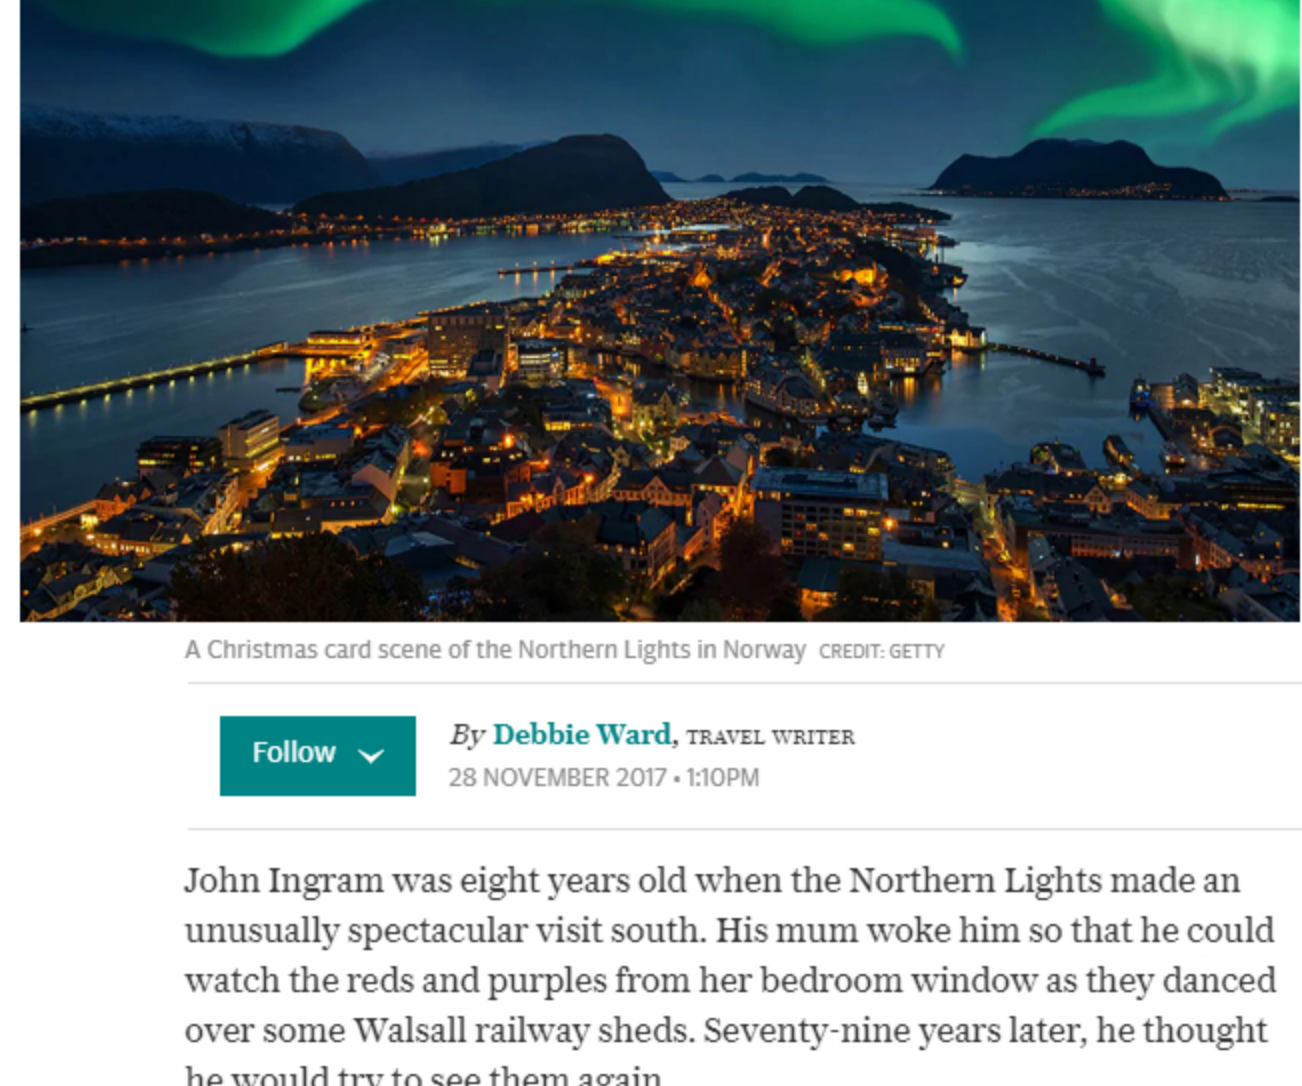 A Christmas card scene of the Northern Lights in Norway CREDIT: GETTY
Follow
By Debbie Ward, TRAVEL WRITER
28 NOVEMBER 2017 • 1:10PM
John Ingram was eight years old when the Northern Lights made an
unusually spectacular visit south. His mum woke him so that he could
watch the reds and purples from her bedroom window as they danced
over some Walsall railway sheds. Seventy-nine years later, he thought
he would try to see them again